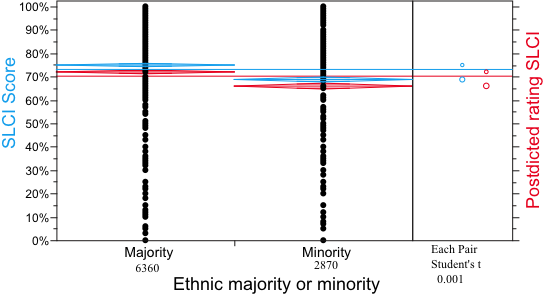 100%
90%
80%
70%
60%
50%
40%
30%
20%
10%
0%
SLCI Score
Postdicted rating SLCI
Majority
6360
Minority
2870
Each Pair
Student's t
0.001
Ethnic majority or minority